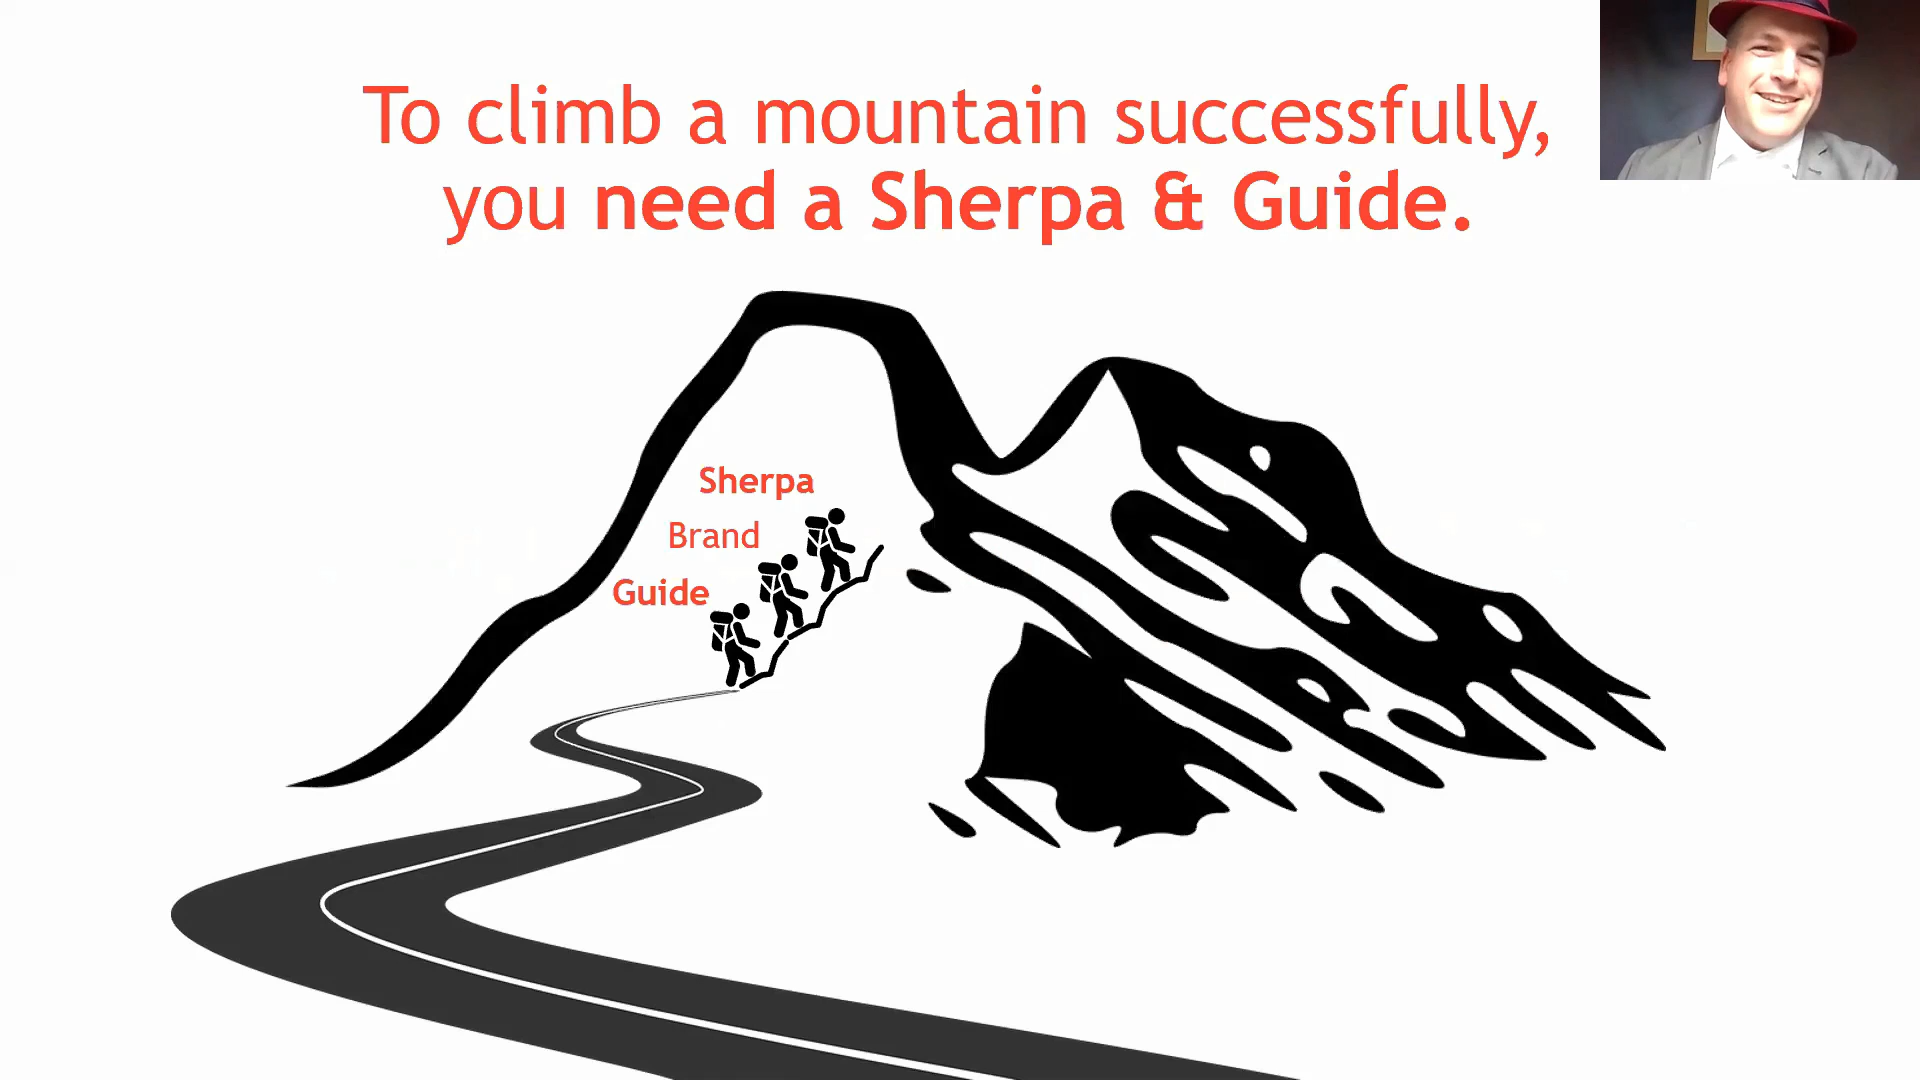 To climb a mountain successfully,
you need a Sherpa & Guide.
Sherpa
Brand
Guide